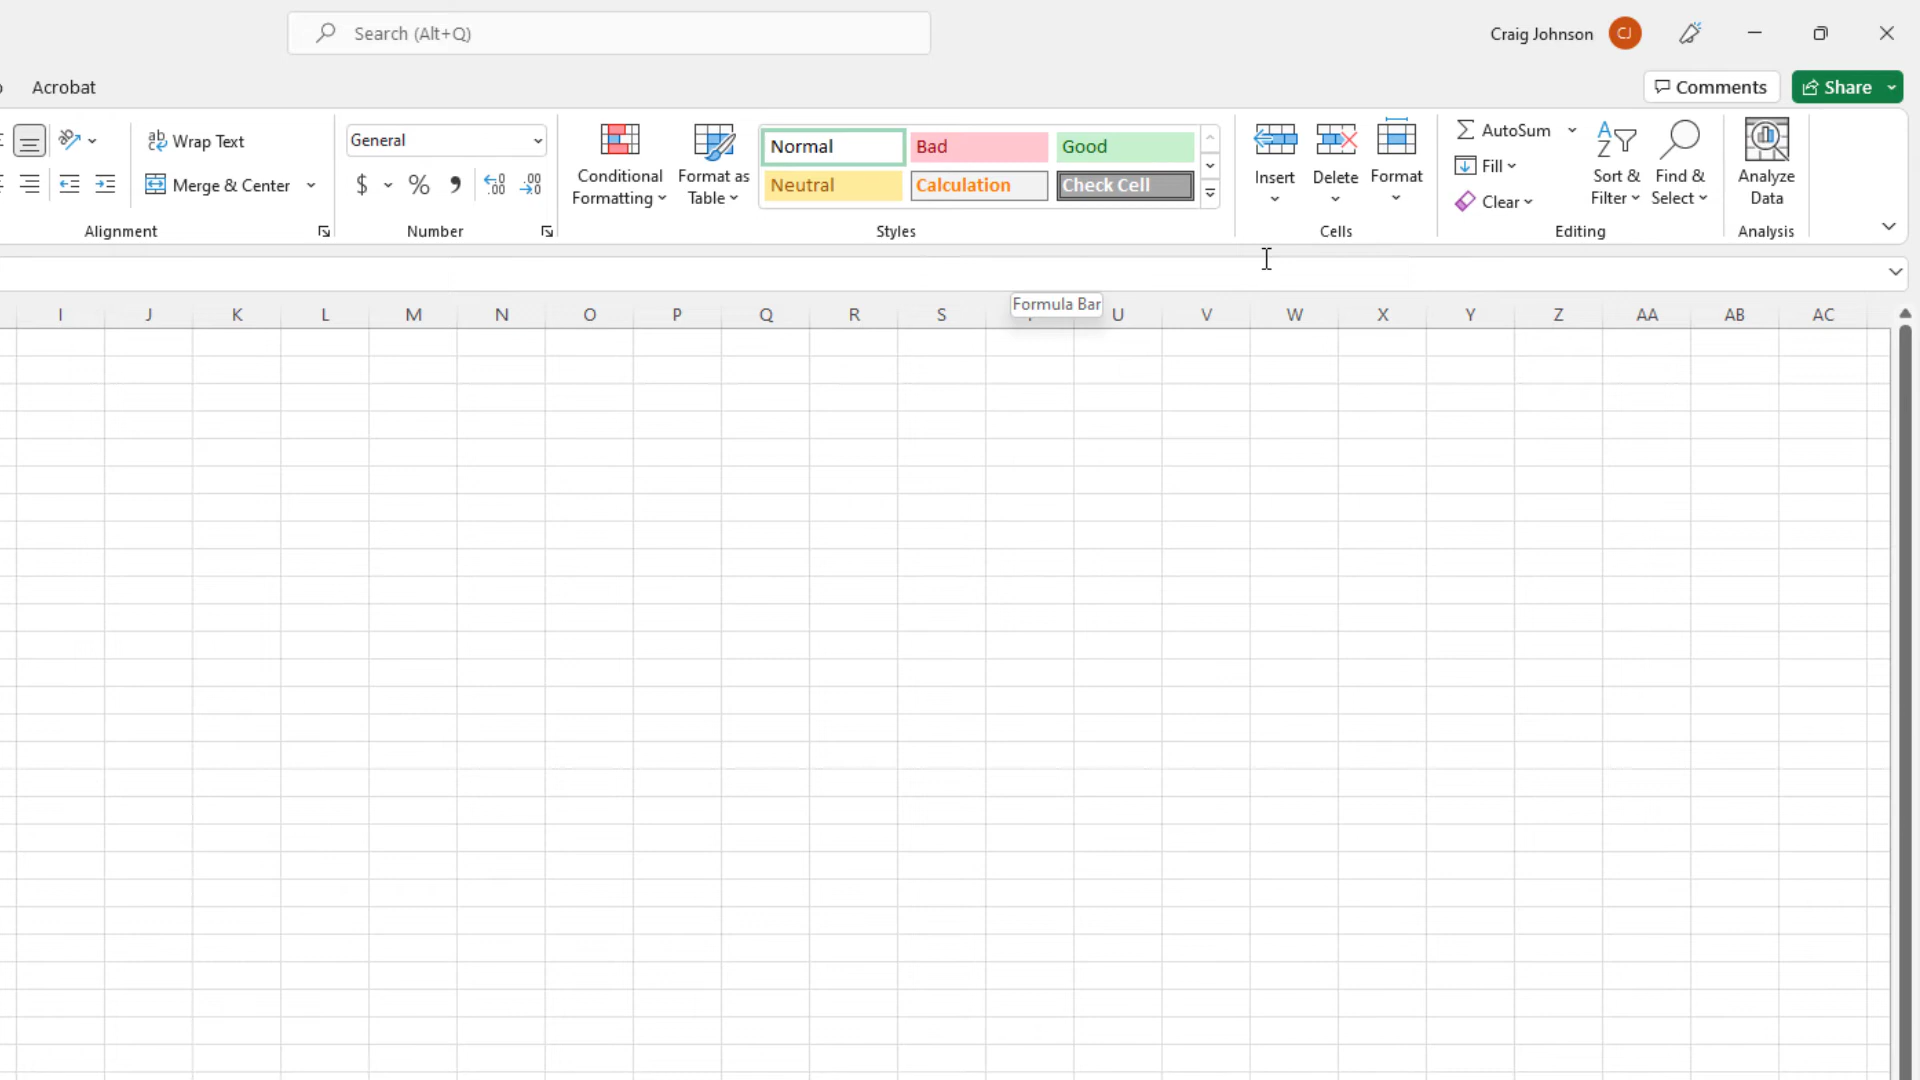 Search (Alt+Q)
Craig Johnson CJ
Acrobat
Comments Share
Wrap Text
Merge & Center
Alignment
General
$ % , .00
Number
Conditional Formatting
Format as Table
Normal Bad Good
Neutral Calculation Check Cell
Styles
Insert Delete Format
Cells
AutoSum
Fill
Clear
Sort & Filter
Find & Select
Editing
Analyze Data
Analysis
Formula Bar
I J K L M N O P Q R S U V W X Y Z AA AB AC